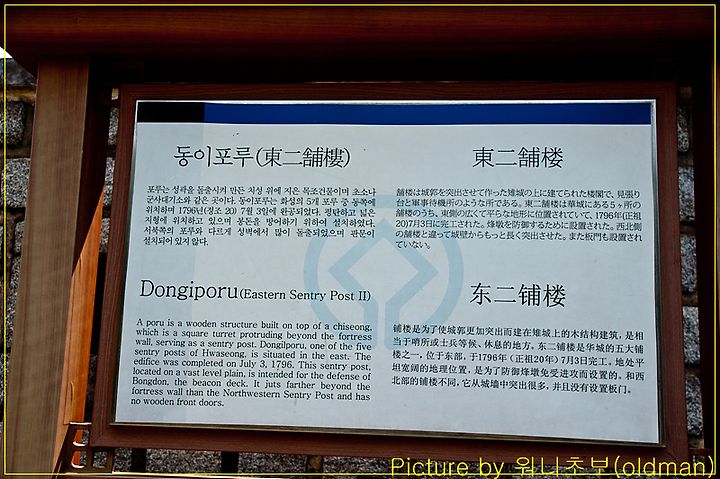 동이포루(東二舖樓)
포루는 성곽을 돌출시켜 만든 치성 위에 지은 목조건물이며 초소나
군사대기소와 같은 곳이다. 동이포루는 화성의 5개 포루 중 동쪽에
위치하며 1796년(정조 20) 7월 3일에 완공되었다. 평탄하고 넓은
지형에 위치하고 있으며 봉돈을 방어하기 위하여 설치하였다.
서북쪽의 포루와 다르게 성벽에서 많이 돌출되었으며 판문이
설치되어 있지 않다.
東二舖楼
舖楼は城郭を突出させて作った雉城の上に建てられた楼閣で、見張り
台と軍事待機所のような所である。東二舖楼は華城にある5ヶ所の
舖楼のうち、東側の広くて平らな地形に位置されていて、1796年(正祖
20)7月3日に完工された。烽墩を防御するために設置された。西北側
の舖楼と違って城壁からもっと長く突出させた。また板門も設置され
ていない。
Dongiporu(Eastern Sentry Post II)
A poru is a wooden structure built on top of a chiseong,
which is a square turret protruding beyond the fortress
wall, serving as a sentry post. Dongilporu, one of the five
sentry posts of Hwaseong, is situated in the east. The
edifice was completed on July 3, 1796. This sentry post,
located on a vast level plain, is intended for the defense of
Bongdon, the beacon deck. It juts farther beyond the
fortress wall than the Northwestern Sentry Post and has
no wooden front doors.
东二铺楼
铺楼是为了使城郭更加突出而建在雉城上的木结构建筑，是相
当于哨所或士兵等候、休息的地方。东二铺楼是华城的五大铺
楼之一，位于东部，于1796年（正祖20年）7月3日完工。地处平
坦宽阔的地理位置，是为了防御烽墩免受进攻而设置的。和西
北部的铺楼不同，它从城墙中突出很多，并且没有设置板门。
Picture by 워니초보(oldman)